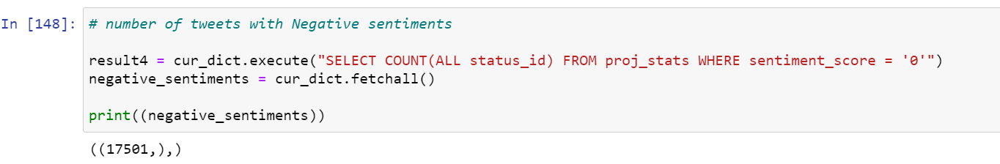 In [148]: # number of tweets with Negative sentiments
result4 = cur_dict.execute("SELECT COUNT(ALL status_id) FROM proj_stats WHERE sentiment_score = '0'")
negative_sentiments = cur_dict.fetchall()
print((negative_sentiments))
((17501,),)